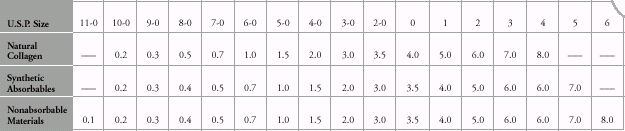 U.S.P. Size 11-0 10-0 9-0 8-0 7-0 6-0 5-0 4-0 3-0 2-0 0 1 2 3 4 5 6
Natural
Collagen — 0.2 0.3 0.5 0.7 1.0 1.5 2.0 3.0 3.5 4.0 5.0 6.0 7.0 8.0 — —
Synthetic
Absorbables — 0.2 0.3 0.4 0.5 0.7 1.0 1.5 2.0 3.0 3.5 4.0 5.0 6.0 6.0 7.0 —
Nonabsorbable
Materials 0.1 0.2 0.3 0.4 0.5 0.7 1.0 1.5 2.0 3.0 3.5 4.0 5.0 6.0 6.0 7.0 8.0